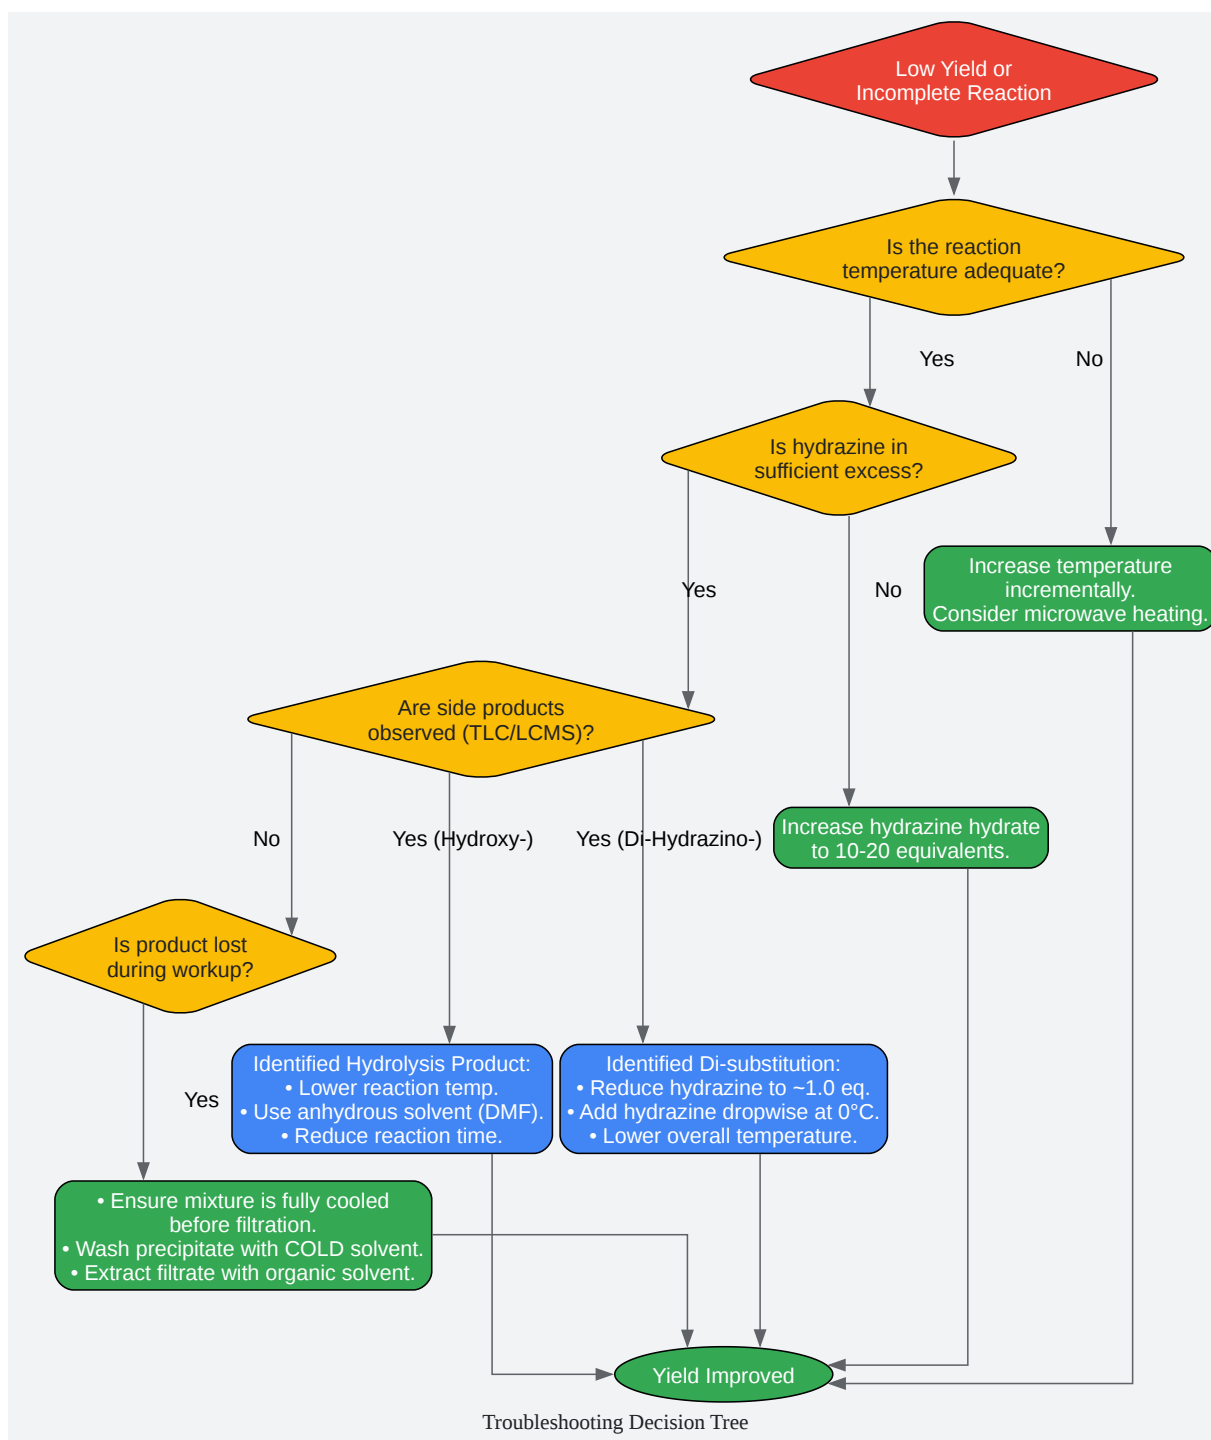 Low Yield or
Incomplete Reaction
Is the reaction
temperature adequate?
Yes
No
Is hydrazine in
sufficient excess?
Increase temperature
incrementally.
Consider microwave heating.
Yes
No
Are side products
observed (TLC/LCMS)?
Increase hydrazine hydrate
to 10-20 equivalents.
No
Yes (Hydroxy-)
Yes (Di-Hydrazino-)
Is product lost
during workup?
Identified Hydrolysis Product:
• Lower reaction temp.
• Use anhydrous solvent (DMF).
• Reduce reaction time.
Identified Di-substitution:
• Reduce hydrazine to ~1.0 eq.
• Add hydrazine dropwise at 0°C.
• Lower overall temperature.
Yes
• Ensure mixture is fully cooled
before filtration.
• Wash precipitate with COLD solvent.
• Extract filtrate with organic solvent.
Yield Improved
Troubleshooting Decision Tree